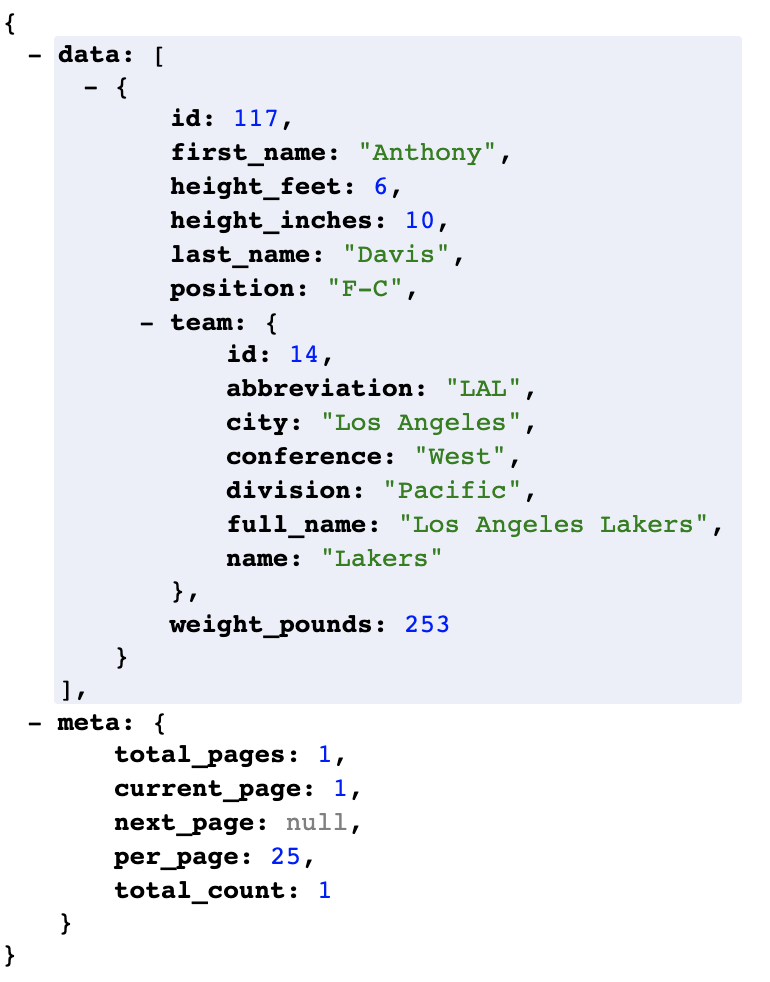 {
- data: [
- {
id: 117,
first_name: "Anthony",
height_feet: 6,
height_inches: 10,
last_name: "Davis",
position: "F-C",
- team: {
id: 14,
abbreviation: "LAL",
city: "Los Angeles",
conference: "West",
division: "Pacific",
full_name: "Los Angeles Lakers",
name: "Lakers"
},
weight_pounds: 253
}
],
- meta: {
total_pages: 1,
current_page: 1,
next_page: null,
per_page: 25,
total_count: 1
}
}